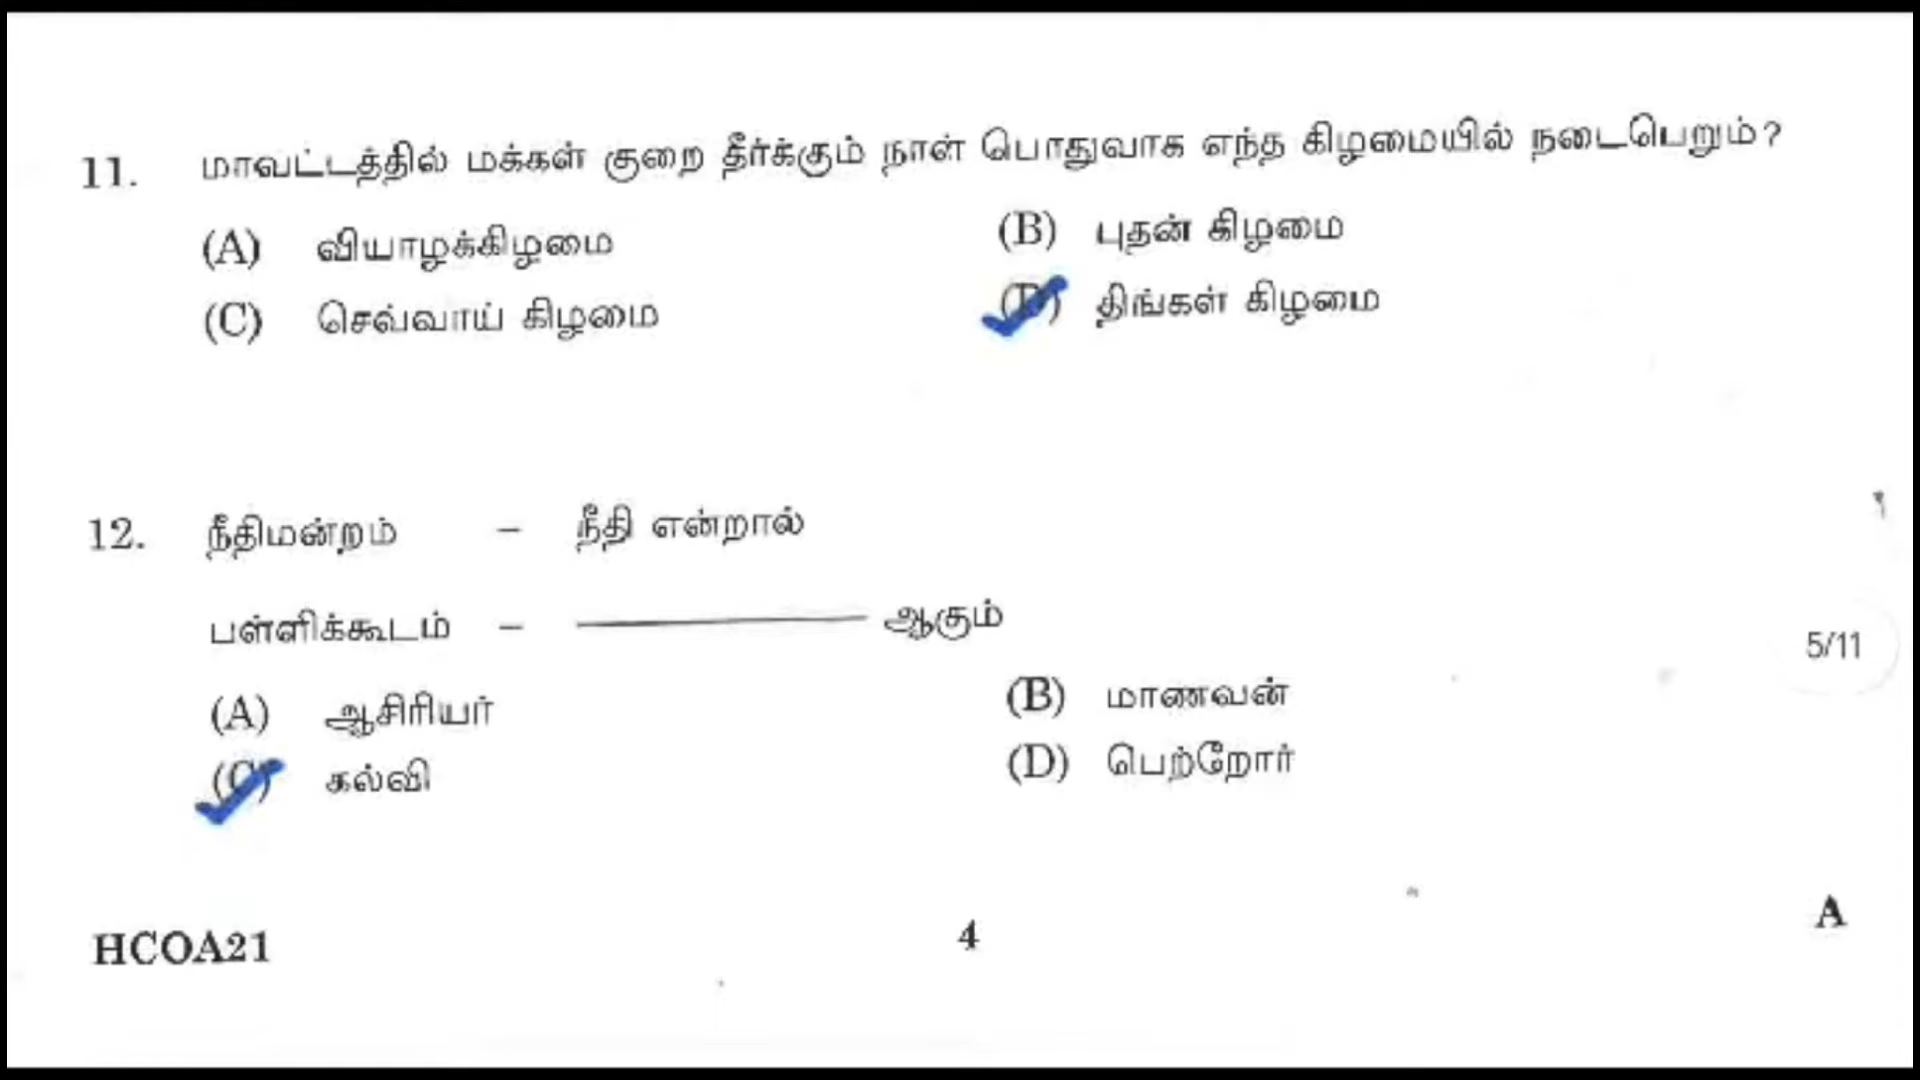 11. மாவட்டத்தில் மக்கள் குறை தீர்க்கும் நாள் பொதுவாக எந்த கிழமையில் நடைபெறும்?
(A) வியாழக்கிழமை (B) புதன் கிழமை
(C) செவ்வாய் கிழமை (D) திங்கள் கிழமை
12. நீதிமன்றம் – நீதி என்றால்
பள்ளிக்கூடம் – ———— ஆகும்
5/11
(A) ஆசிரியர் (B) மாணவன்
(C) கல்வி (D) பெற்றோர்
HCOA21 4 A